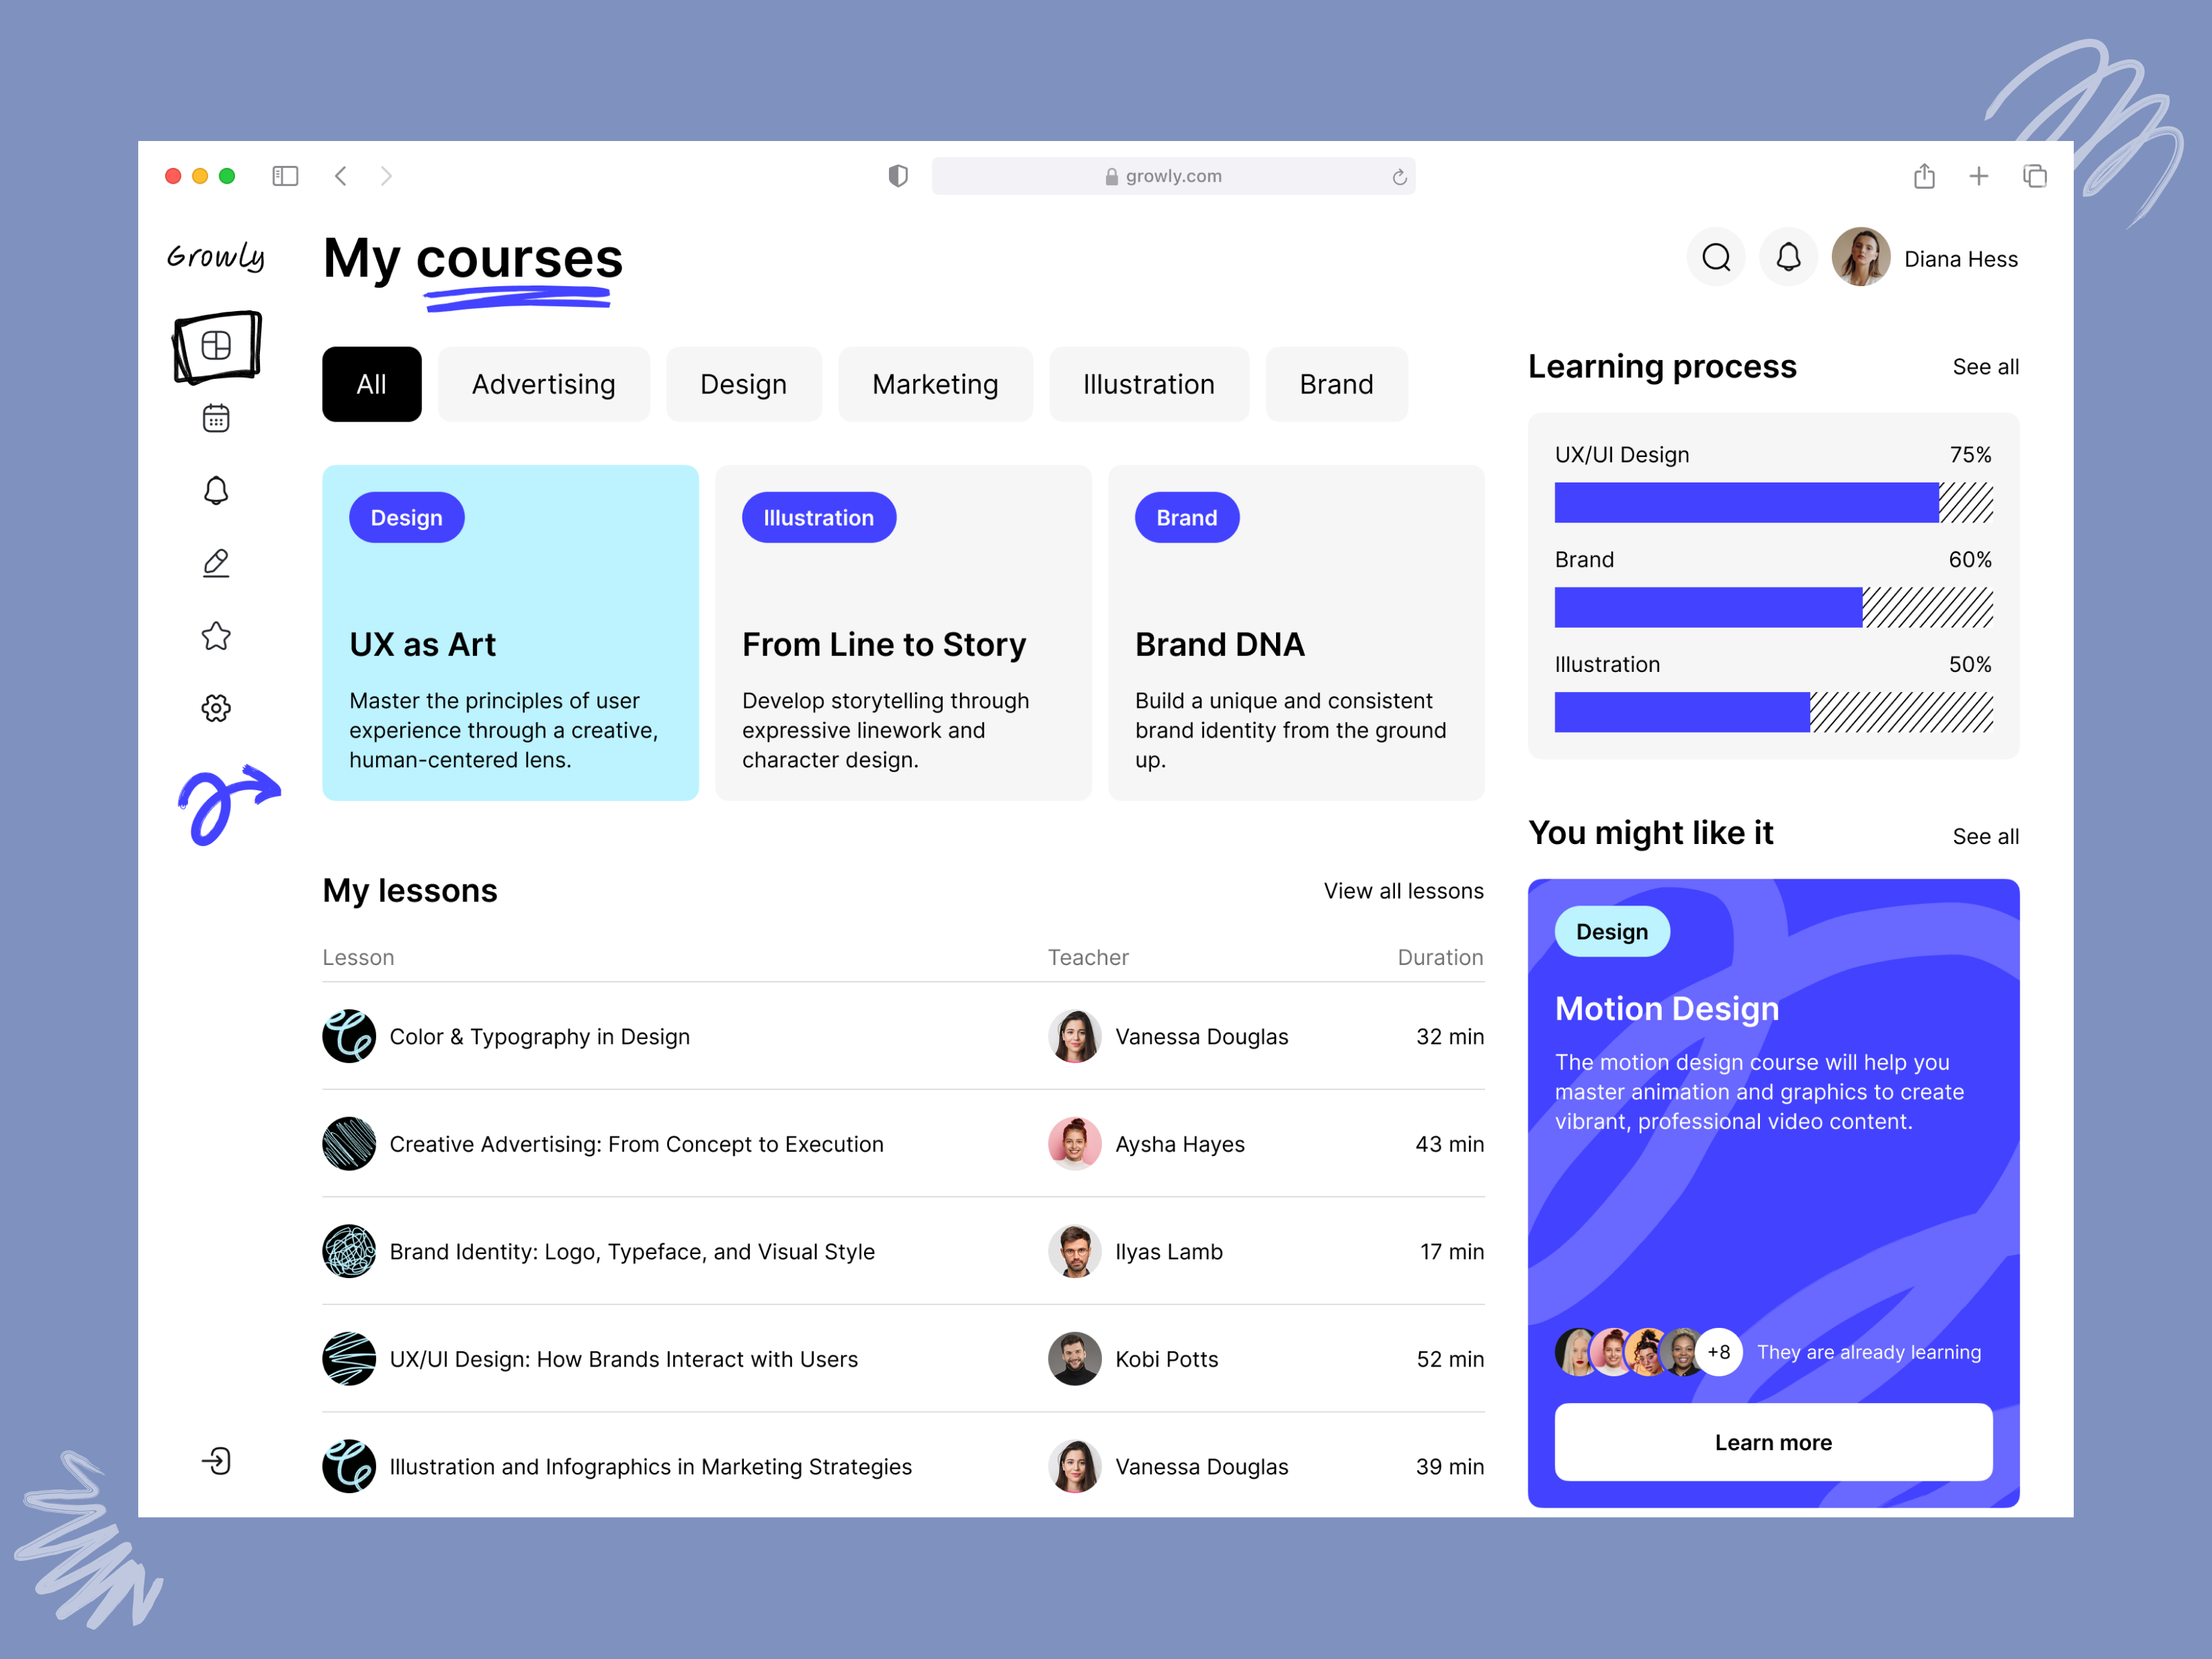 growly.com
Growly
My courses
Diana Hess
All
Advertising
Design
Marketing
Illustration
Brand
Design
UX as Art
Master the principles of user
experience through a creative,
human-centered lens.
Illustration
From Line to Story
Develop storytelling through
expressive linework and
character design.
Brand
Brand DNA
Build a unique and consistent
brand identity from the ground
up.
My lessons
View all lessons
Lesson Teacher Duration
Color & Typography in Design Vanessa Douglas 32 min
Creative Advertising: From Concept to Execution Aysha Hayes 43 min
Brand Identity: Logo, Typeface, and Visual Style Ilyas Lamb 17 min
UX/UI Design: How Brands Interact with Users Kobi Potts 52 min
Illustration and Infographics in Marketing Strategies Vanessa Douglas 39 min
Learning process
See all
UX/UI Design 75%
Brand 60%
Illustration 50%
You might like it
See all
Design
Motion Design
The motion design course will help you
master animation and graphics to create
vibrant, professional video content.
+8 They are already learning
Learn more